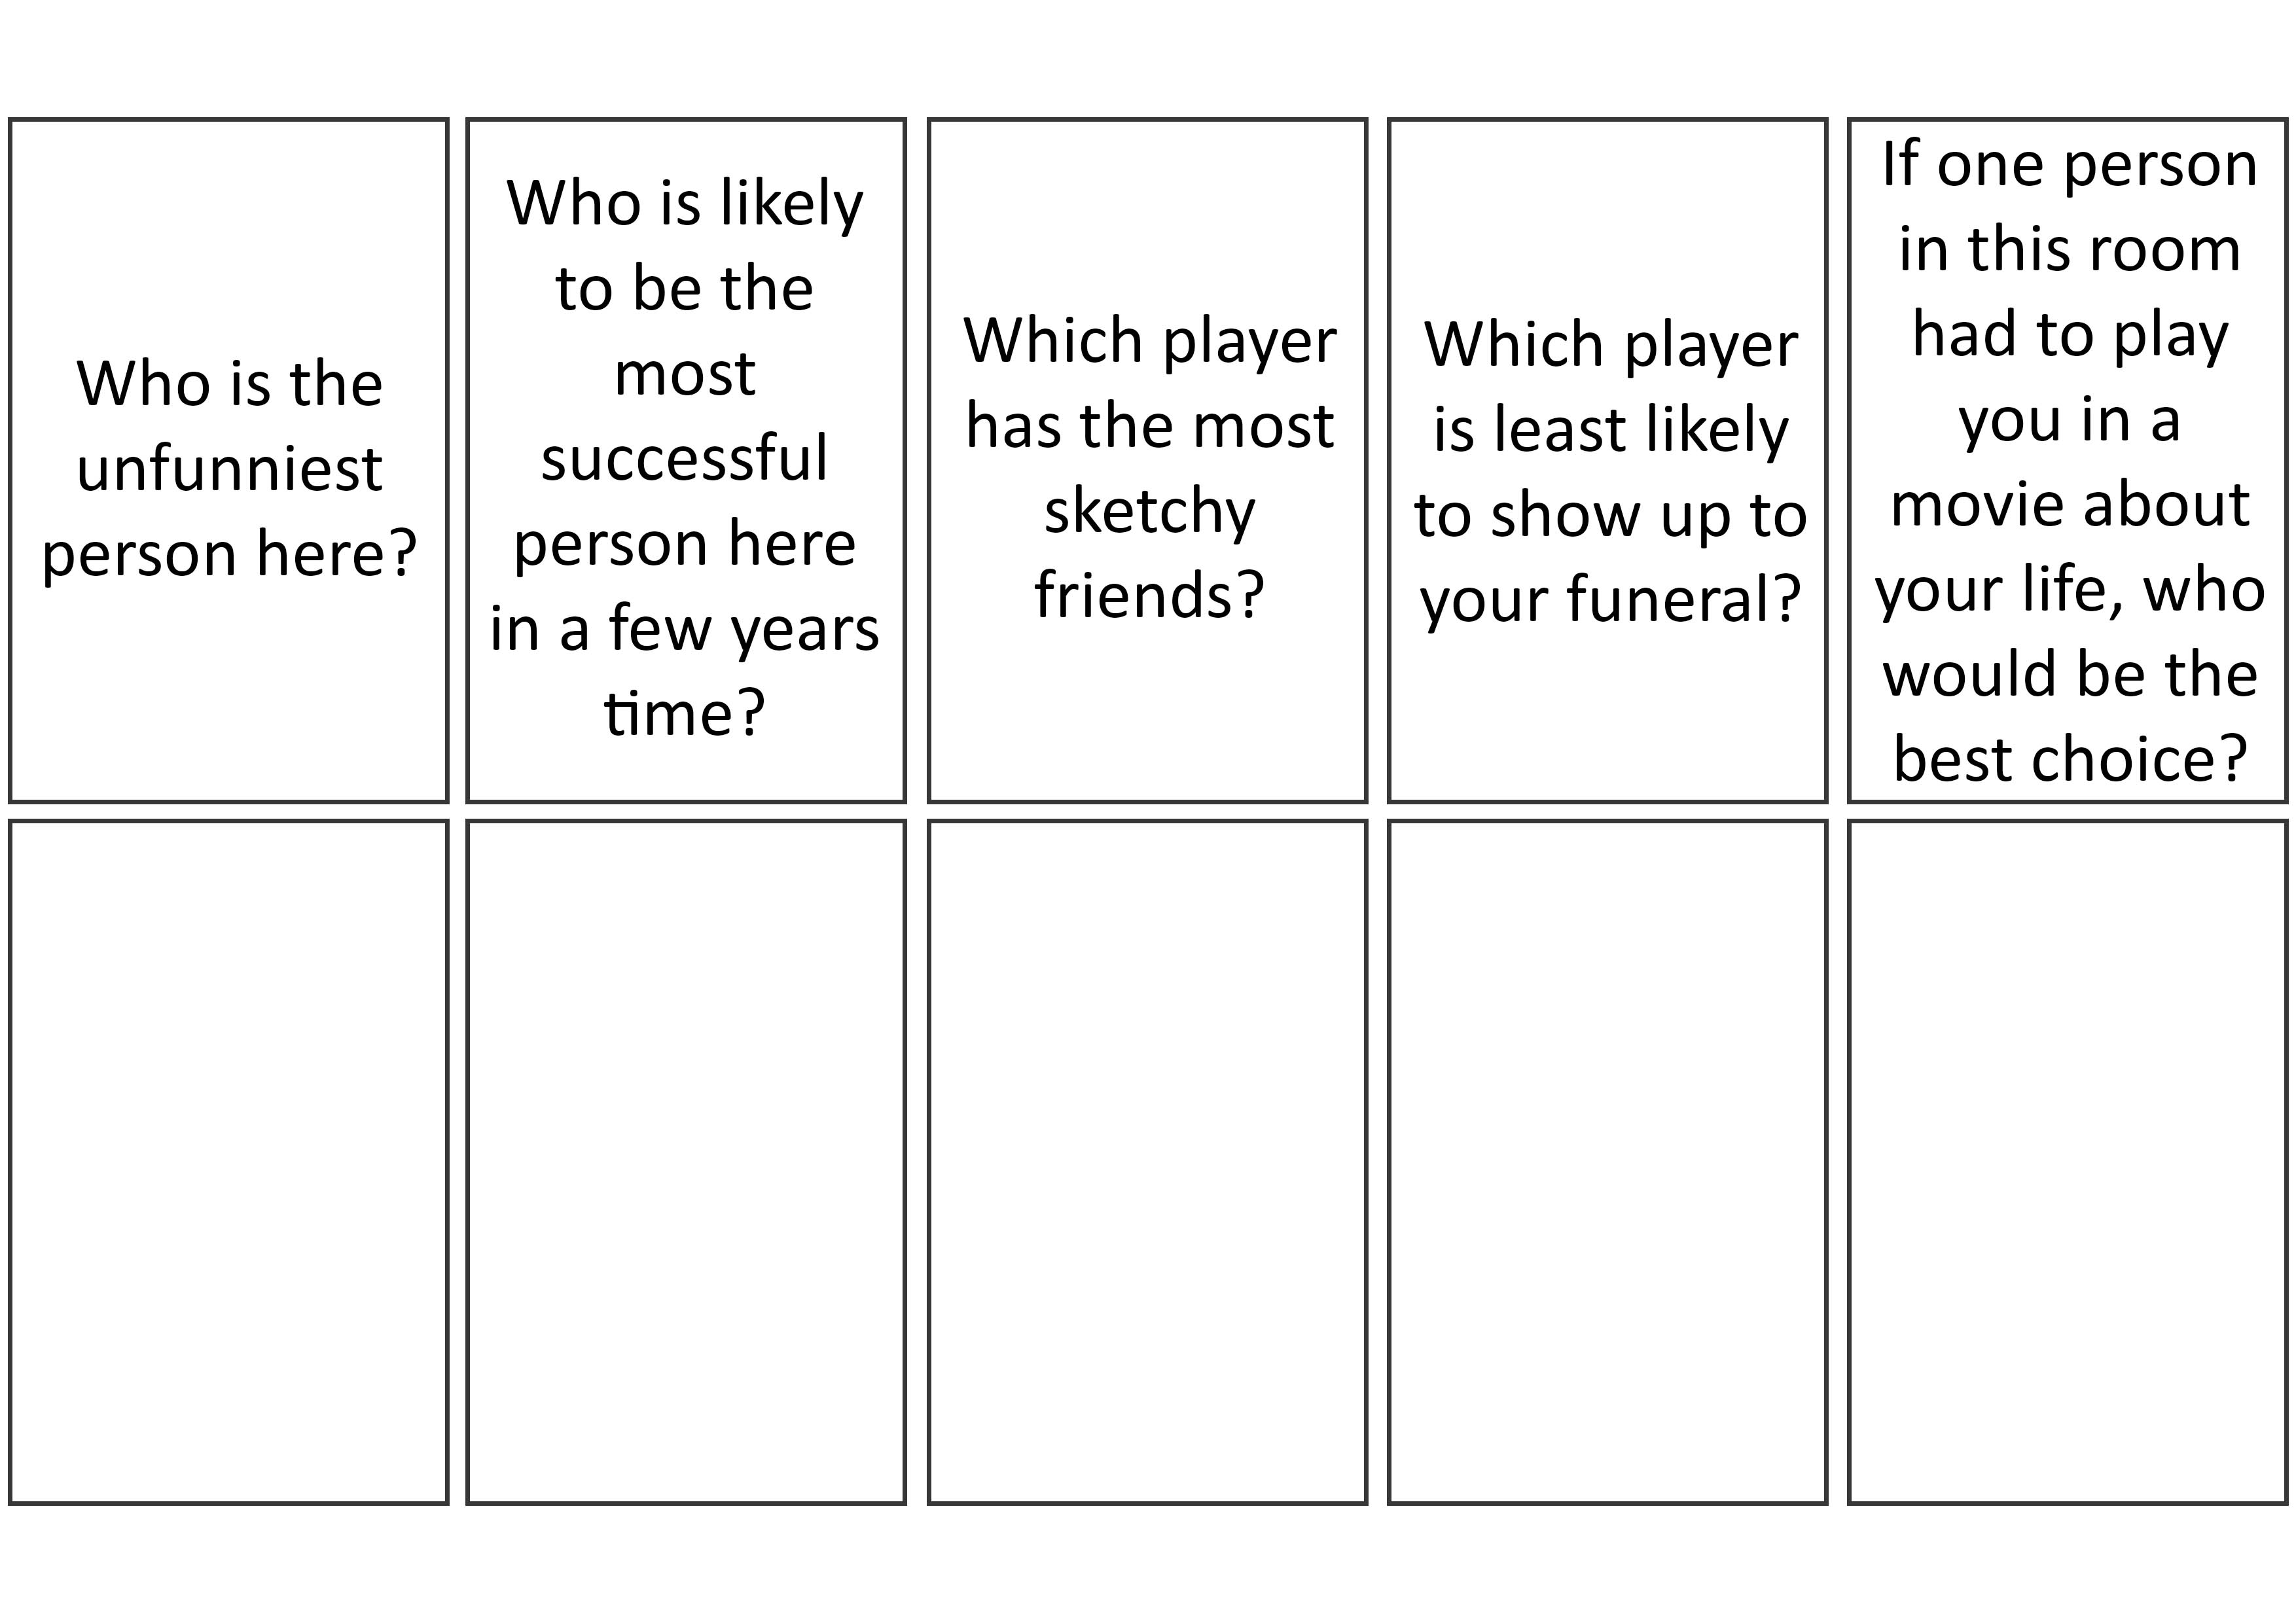 Who is the
unfunniest
person here?
Who is likely
to be the
most
successful
person here
in a few years
time?
Which player
has the most
sketchy
friends?
Which player
is least likely
to show up to
your funeral?
If one person
in this room
had to play
you in a
movie about
your life, who
would be the
best choice?